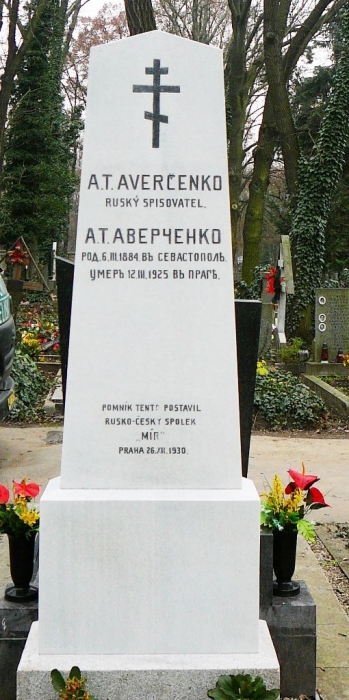 A.T. AVERČENKO
RUSKÝ SPISOVATEL.
А.Т. АВЕРЧЕНКО
РОД. 6.III.1884. ВЪ СЕВАСТОПОЛѢ.
УМЕРЪ 12.III.1925 ВЪ ПРАГѢ.
POMNÍK TENTO POSTAVIL
RUSKO-ČESKÝ SPOLEK
„MÍR"
PRAHA 26./XI. 1930.